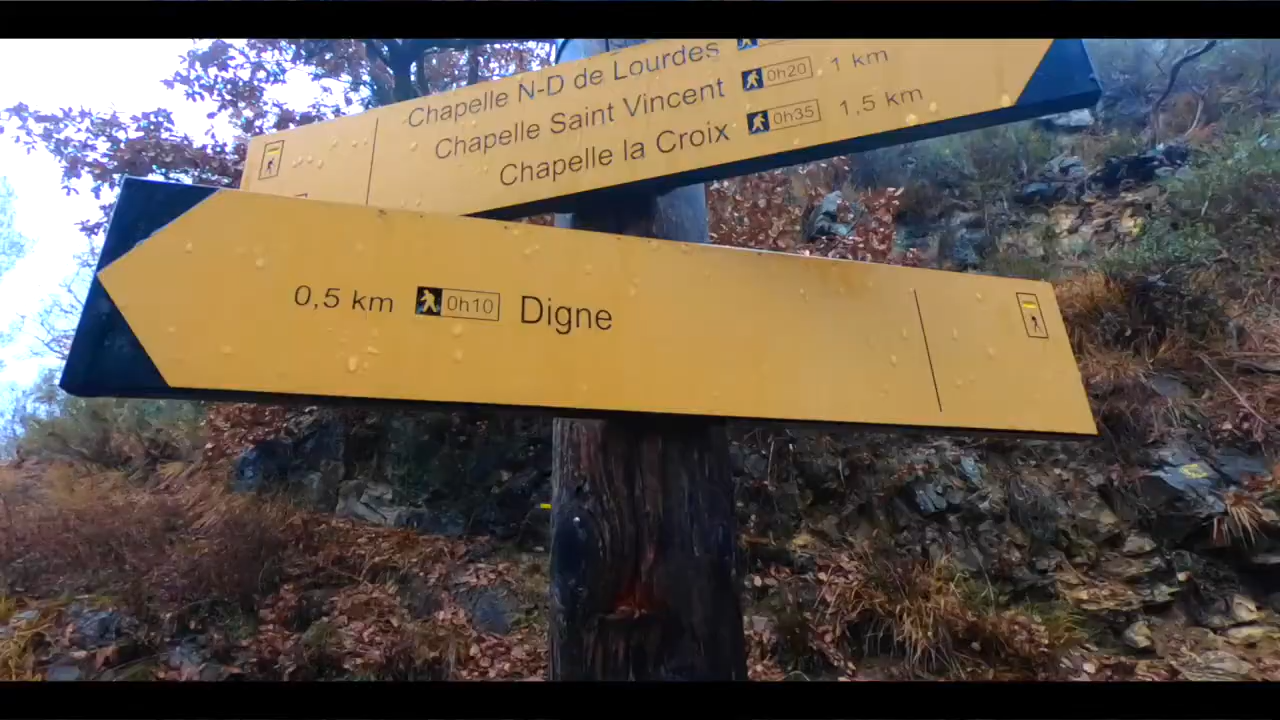 Chapelle N-D de Lourdes
Chapelle Saint Vincent 0h20 1 km
Chapelle la Croix 0h35 1,5 km
0,5 km 0h10 Digne